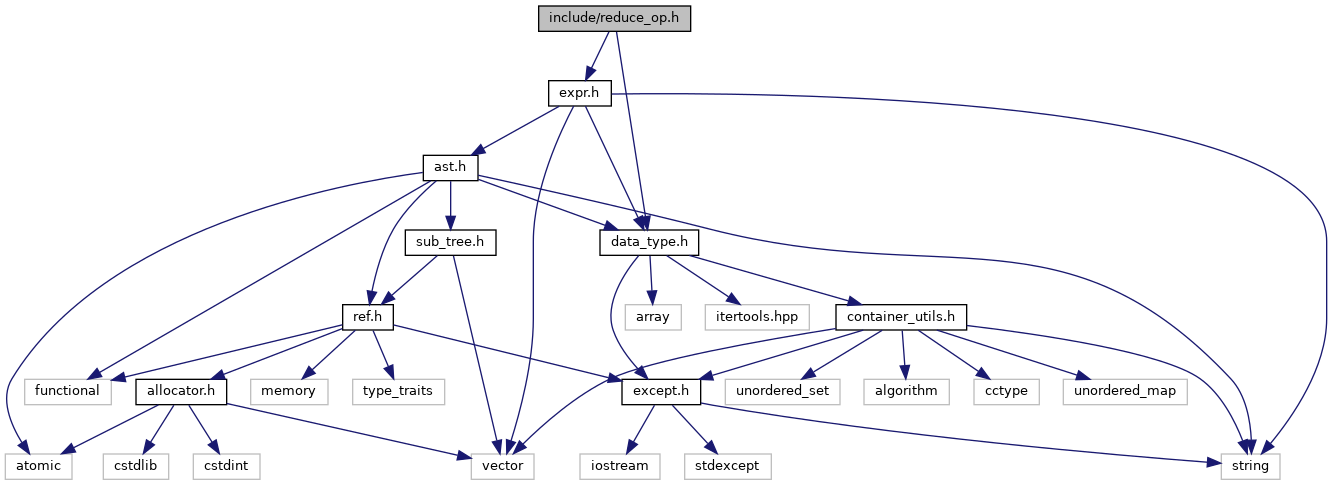 include/reduce_op.h
expr.h
ast.h
sub_tree.h
data_type.h
ref.h
array
itertools.hpp
container_utils.h
functional
allocator.h
memory
type_traits
except.h
unordered_set
algorithm
cctype
unordered_map
atomic
cstdlib
cstdint
vector
iostream
stdexcept
string